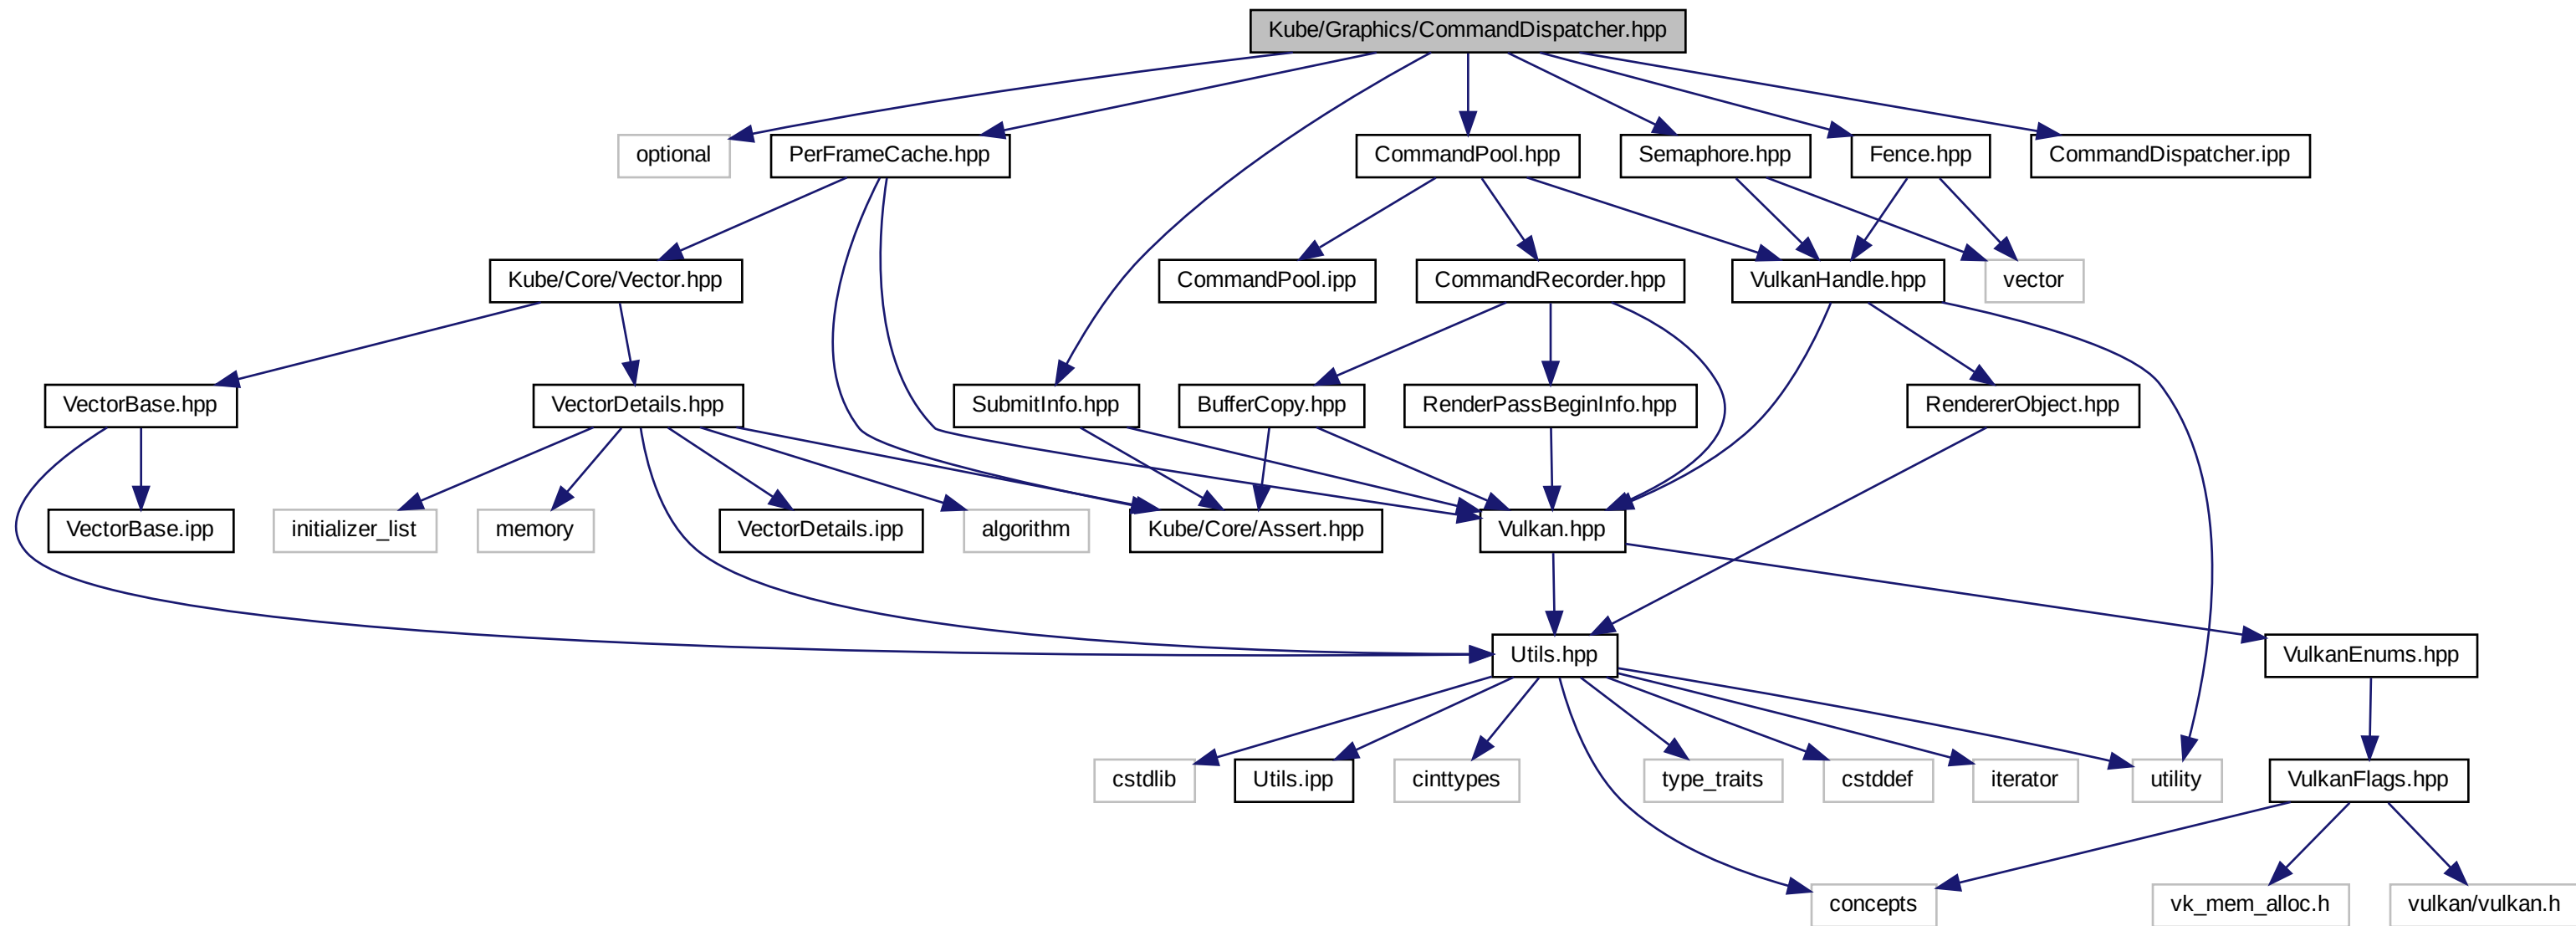 Kube/Graphics/CommandDispatcher.hpp
optional
PerFrameCache.hpp
CommandPool.hpp
Semaphore.hpp
Fence.hpp
CommandDispatcher.ipp
Kube/Core/Vector.hpp
CommandPool.ipp
CommandRecorder.hpp
VulkanHandle.hpp
vector
VectorBase.hpp
VectorDetails.hpp
SubmitInfo.hpp
BufferCopy.hpp
RenderPassBeginInfo.hpp
RendererObject.hpp
VectorBase.ipp
initializer_list
memory
VectorDetails.ipp
algorithm
Kube/Core/Assert.hpp
Vulkan.hpp
Utils.hpp
VulkanEnums.hpp
cstdlib
Utils.ipp
cinttypes
type_traits
cstddef
iterator
utility
VulkanFlags.hpp
concepts
vk_mem_alloc.h
vulkan/vulkan.h